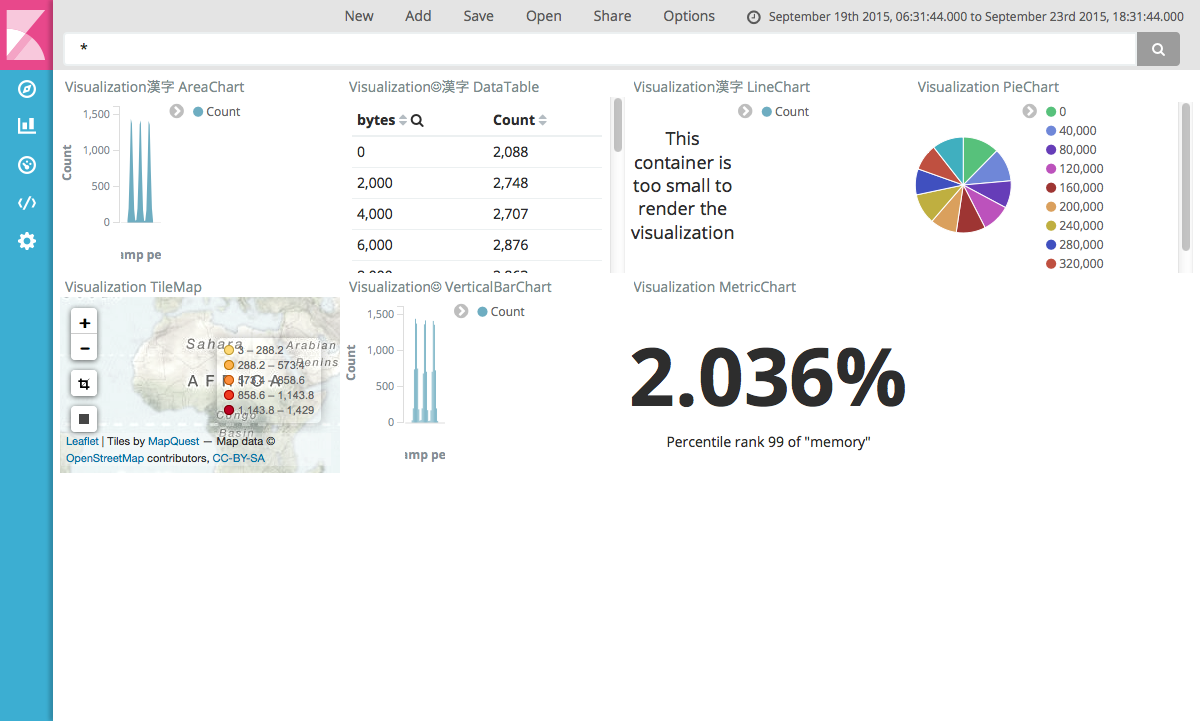 New Add Save Open Share Options September 19th 2015, 06:31:44.000 to September 23rd 2015, 18:31:44.000
*
Visualization漢字 AreaChart
Count
1,500
1,000
500
0
Count
Visualization☺漢字 DataTable
bytes Count
0 2,088
2,000 2,748
4,000 2,707
6,000 2,876
Visualization漢字 LineChart
Count
This
container is
too small to
render the
visualization
Visualization PieChart
0
40,000
80,000
120,000
160,000
200,000
240,000
280,000
320,000
Visualization TileMap
+
−
Sahara
Arabian
Penins
AFRICA
Congo
Basin
3 – 288.2
288.2 – 573.4
573.4 – 858.6
858.6 – 1,143.8
1,143.8 – 1,429
Leaflet | Tiles by MapQuest — Map data ©
OpenStreetMap contributors, CC-BY-SA
Visualization☺ VerticalBarChart
Count
1,500
1,000
500
0
Count
Visualization MetricChart
2.036%
Percentile rank 99 of "memory"